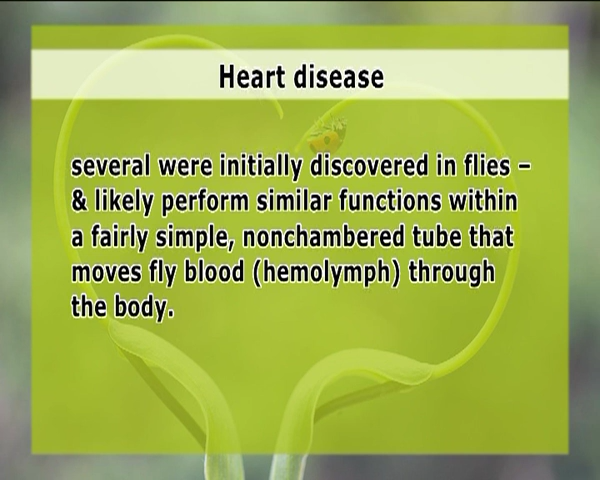 Heart disease
several were initially discovered in flies –
& likely perform similar functions within
a fairly simple, nonchambered tube that
moves fly blood (hemolymph) through
the body.